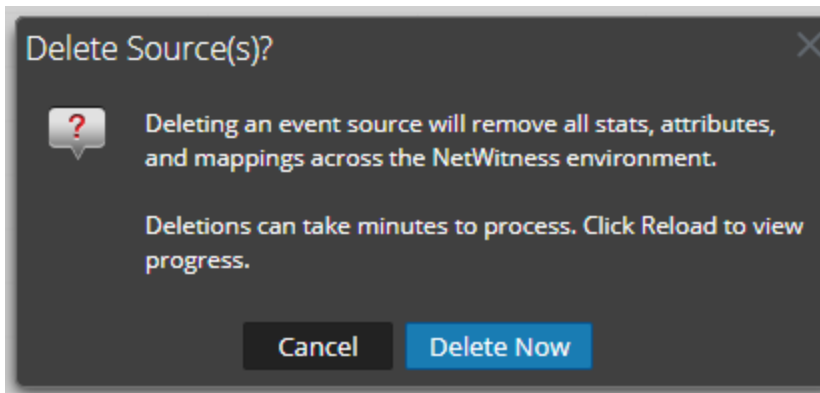 Delete Source(s)?
?
Deleting an event source will remove all stats, attributes,
and mappings across the NetWitness environment.
Deletions can take minutes to process. Click Reload to view
progress.
Cancel Delete Now